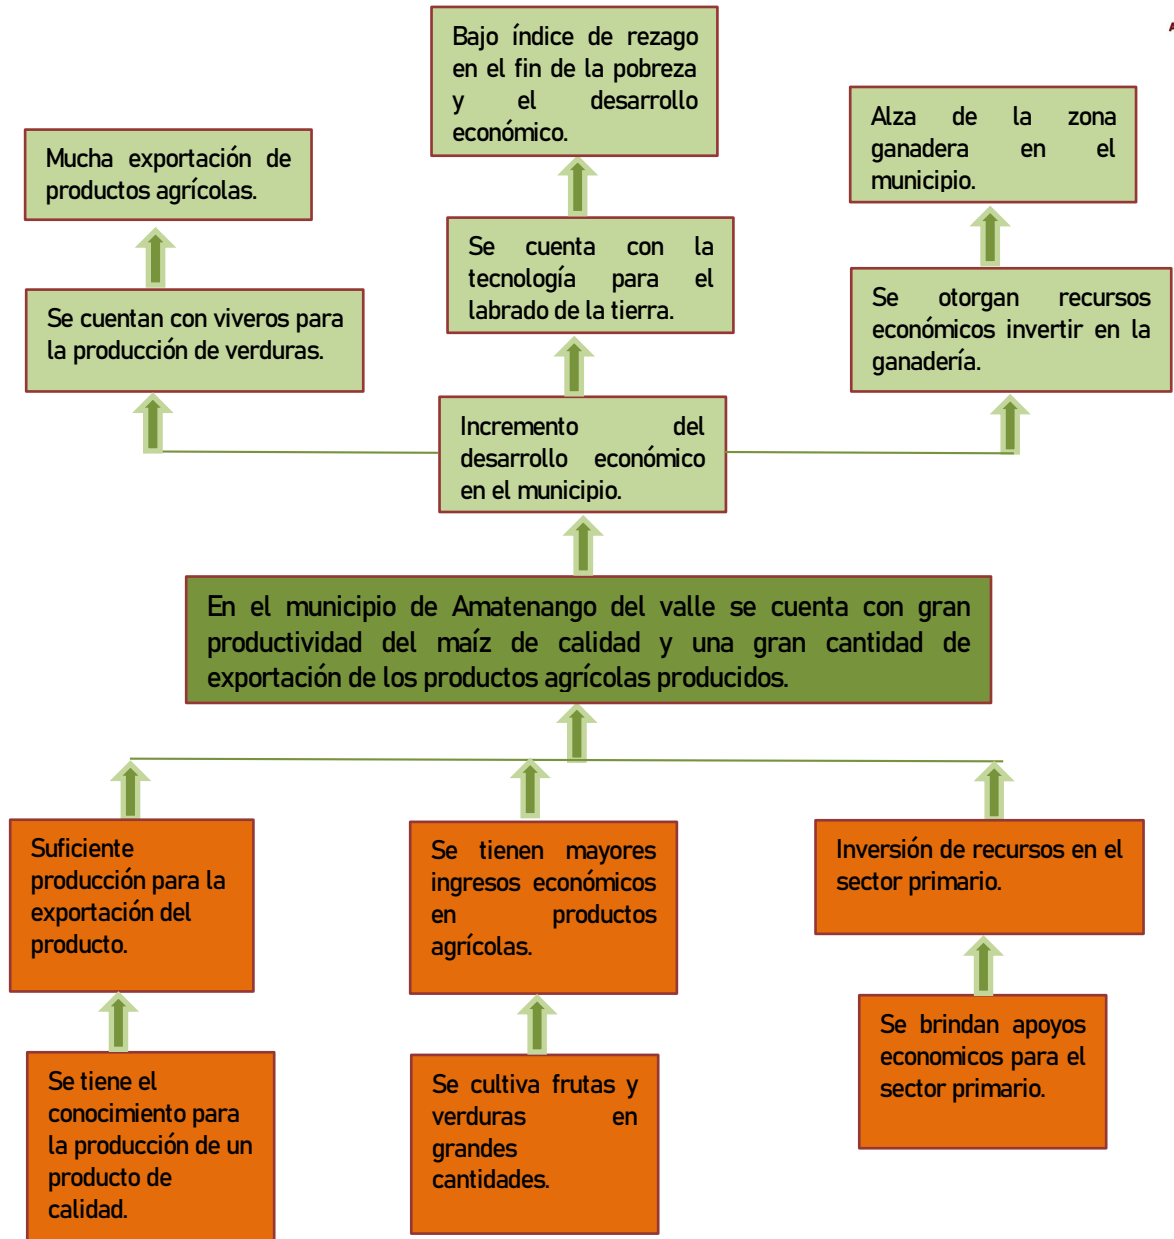 Bajo índice de rezago
en el fin de la pobreza
y el desarrollo
económico.
Alza de la zona
ganadera en el
municipio.
Mucha exportación de
productos agrícolas.
Se cuenta con la
tecnología para el
labrado de la tierra.
Se otorgan recursos
económicos invertir en la
ganadería.
Se cuentan con viveros para
la producción de verduras.
Incremento del
desarrollo económico
en el municipio.
En el municipio de Amatenango del valle se cuenta con gran
productividad del maíz de calidad y una gran cantidad de
exportación de los productos agrícolas producidos.
Suficiente
producción para la
exportación del
producto.
Se tienen mayores
ingresos económicos
en productos
agrícolas.
Inversión de recursos en el
sector primario.
Se tiene el
conocimiento para
la producción de un
producto de
calidad.
Se cultiva frutas y
verduras en
grandes
cantidades.
Se brindan apoyos
economicos para el
sector primario.